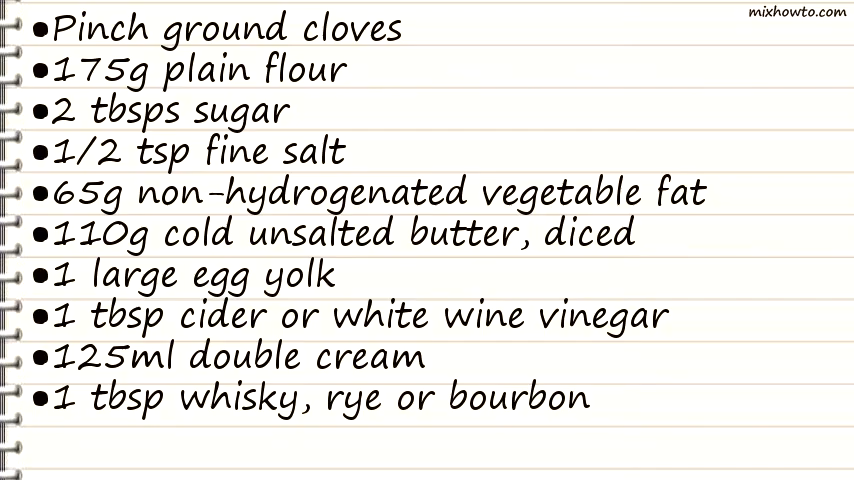 mixhowto.com
•Pinch ground cloves
•175g plain flour
•2 tbsps sugar
•1/2 tsp fine salt
•65g non-hydrogenated vegetable fat
•110g cold unsalted butter, diced
•1 large egg yolk
•1 tbsp cider or white wine vinegar
•125ml double cream
•1 tbsp whisky, rye or bourbon